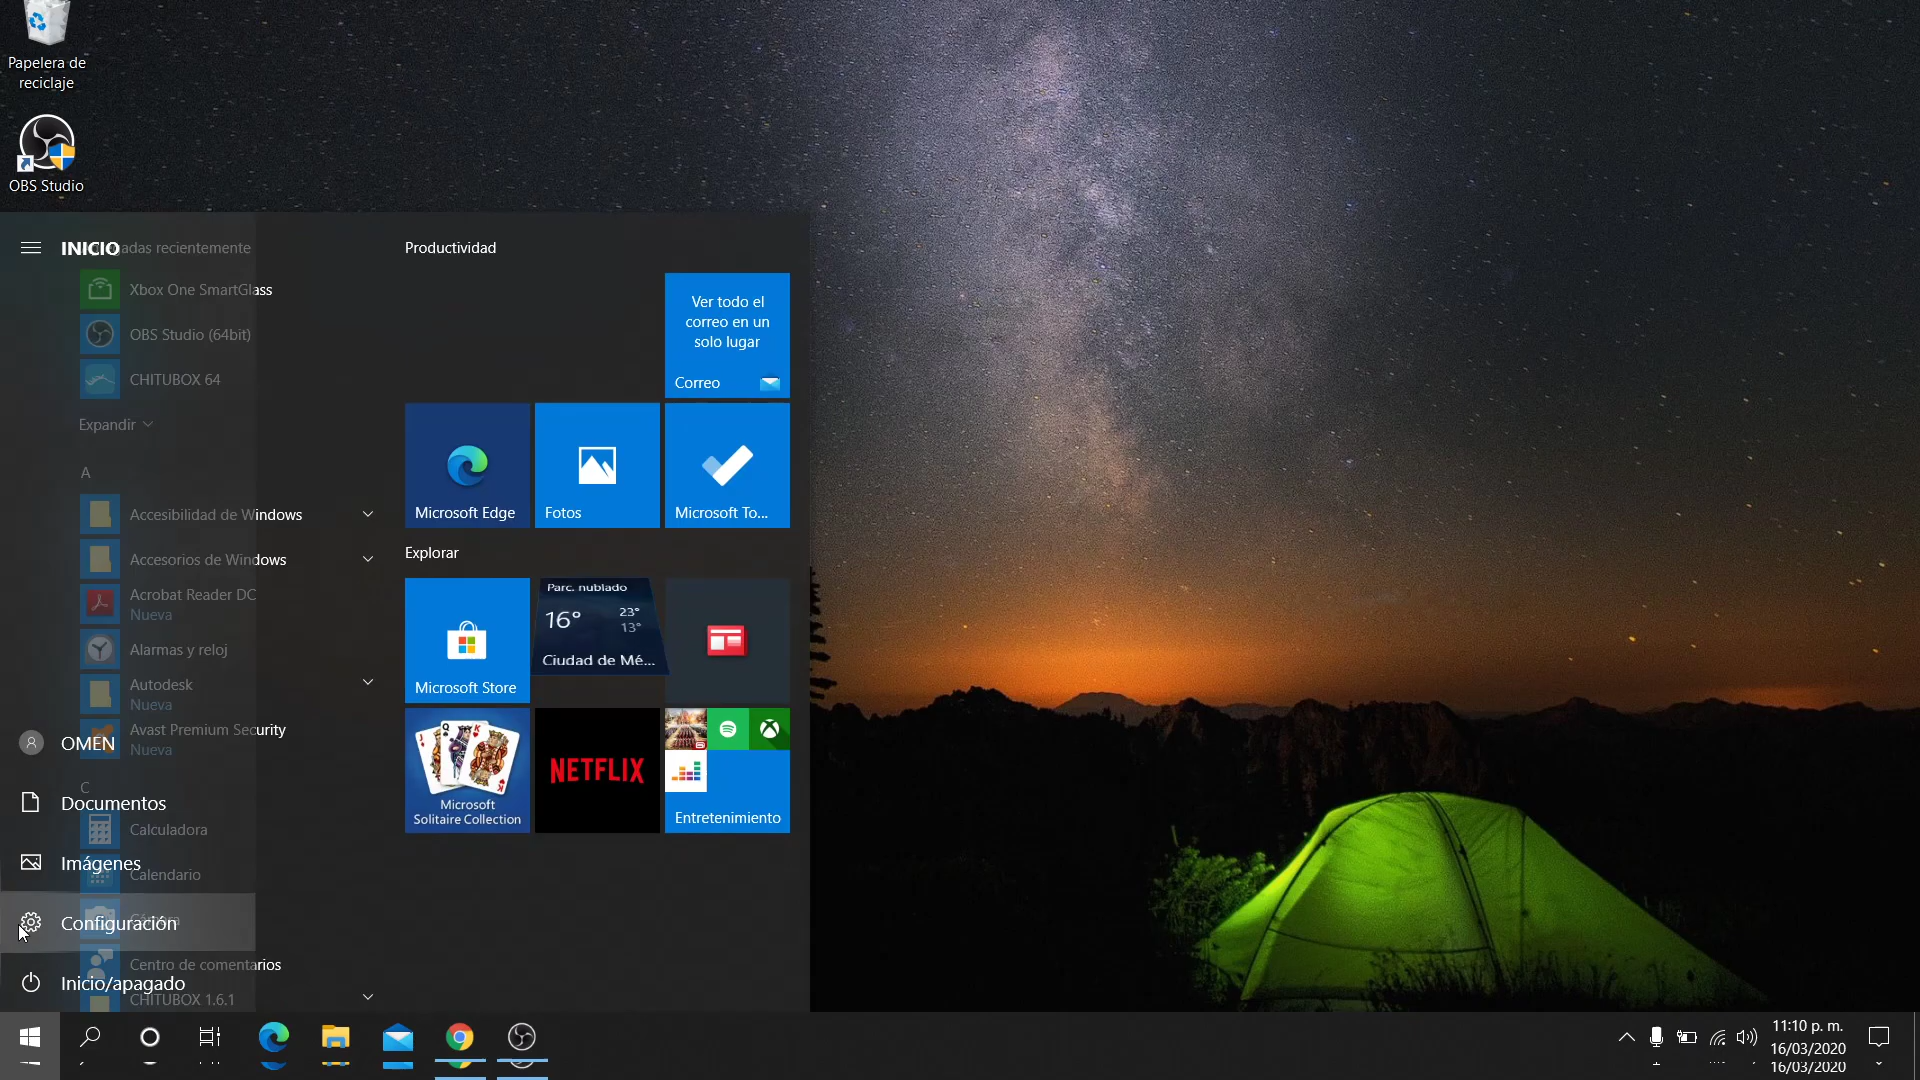 Papelera de
reciclaje
OBS Studio
INICIO
adas recientemente
Xbox One SmartGlass
OBS Studio (64bit)
CHITUBOX 64
Expandir
A
Accesibilidad de Windows
Accesorios de Windows
Acrobat Reader DC
Nueva
Alarmas y reloj
Autodesk
Nueva
Avast Premium Security
Nueva
OMEN
C
Documentos
Calculadora
Imágenes
Calendario
Configuración
Centro de comentarios
Inicio/apagado
CHITUBOX 1.6.1
Productividad
Ver todo el
correo en un
solo lugar
Correo
Microsoft Edge
Fotos
Microsoft To...
Explorar
Microsoft Store
Parc. nublado
16° 23°
13°
Ciudad de Mé...
Microsoft
Solitaire Collection
NETFLIX
Entretenimiento
11:10 p. m.
16/03/2020
16/03/2020